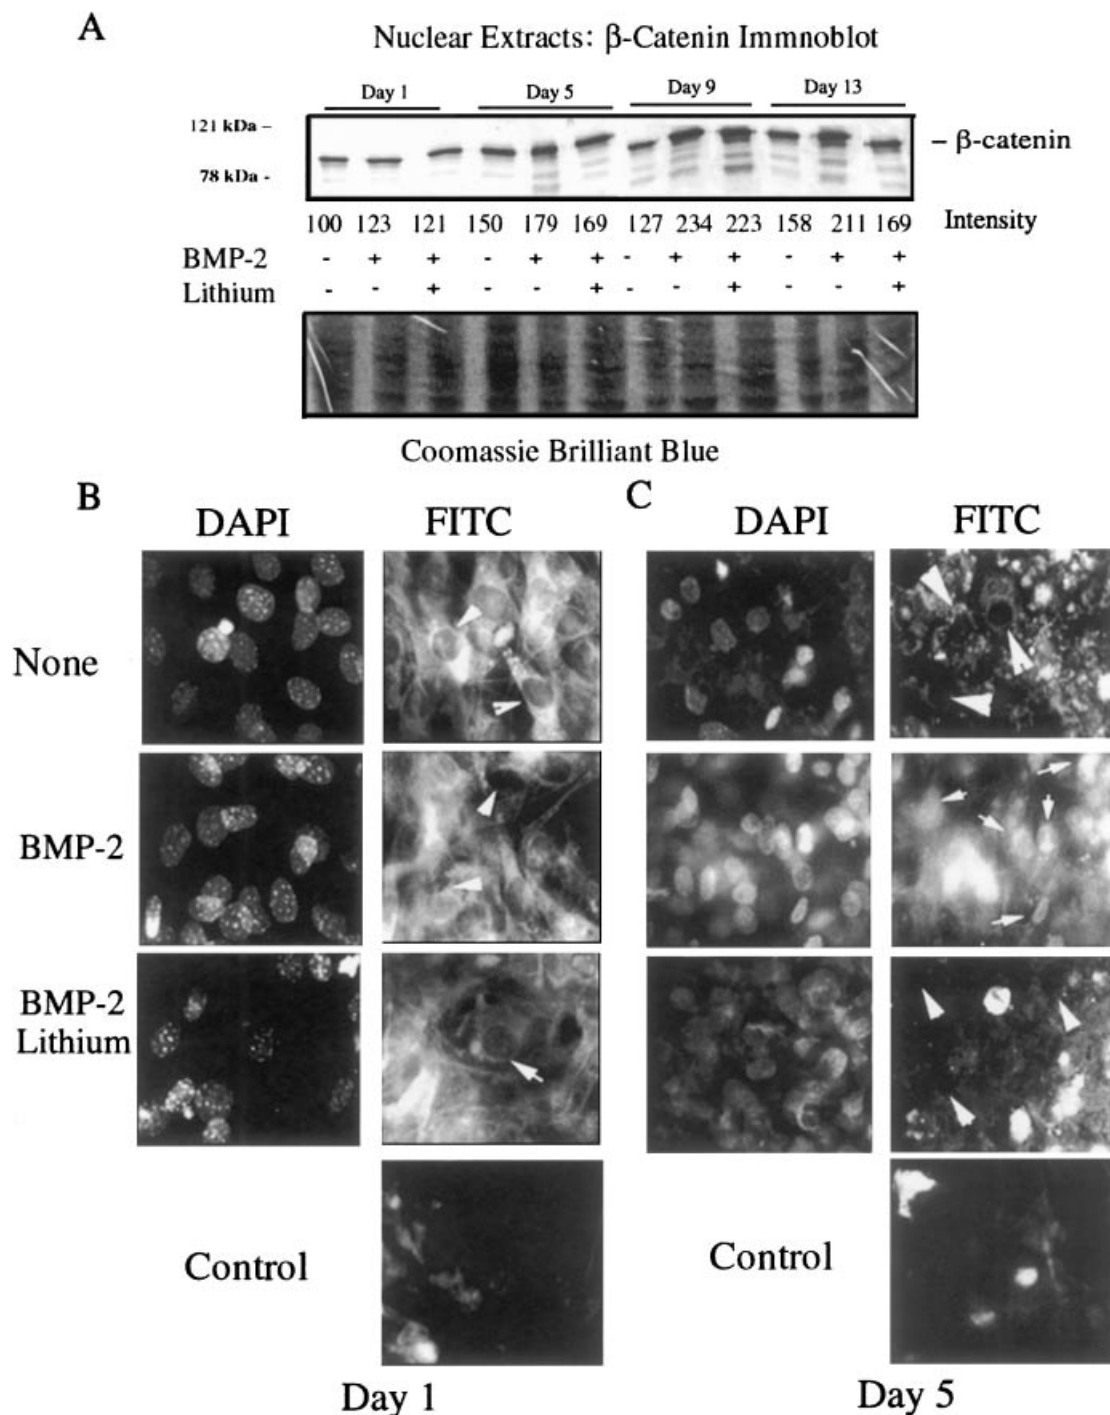 A
Nuclear Extracts: β-Catenin Immnoblot
Day 1 Day 5 Day 9 Day 13
121 kDa –
– β-catenin
78 kDa -
100 123 121 150 179 169 127 234 223 158 211 169 Intensity
BMP-2 - + + - + + - + + - + +
Lithium - - + - - + - - + - - +
Coomassie Brilliant Blue
B
DAPI FITC
C
DAPI FITC
None
BMP-2
BMP-2
Lithium
Control
Control
Day 1
Day 5